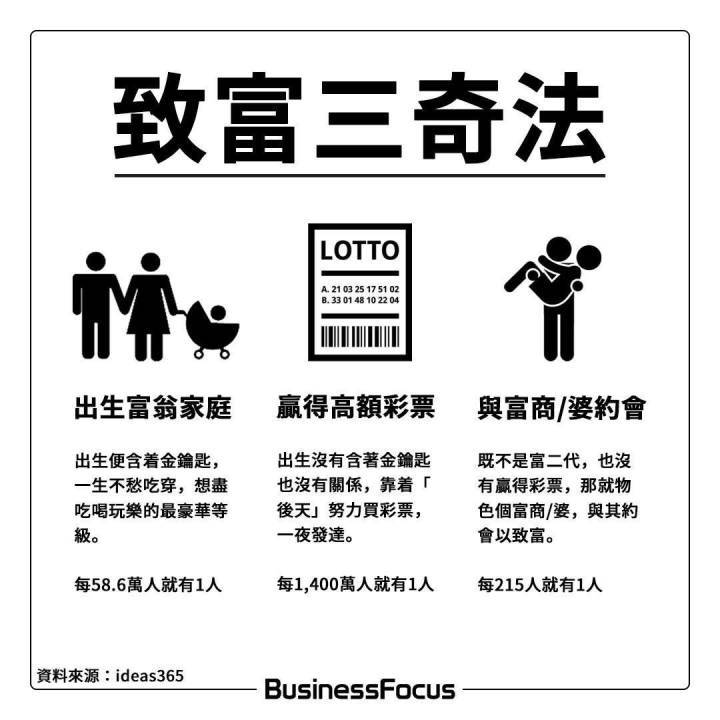 致富三奇法
LOTTO
A. 21 03 25 17 51 02
B. 33 01 48 10 22 04
出生富翁家庭
出生便含着金鑰匙，
一生不愁吃穿，想盡
吃喝玩樂的最豪華等
級。
每58.6萬人就有1人
贏得高額彩票
出生沒有含著金鑰匙
也沒有關係，靠着「
後天」努力買彩票，
一夜發達。
每1,400萬人就有1人
與富商/婆約會
既不是富二代，也沒
有贏得彩票，那就物
色個富商/婆，與其約
會以致富。
每215人就有1人
資料來源：ideas365
BusinessFocus